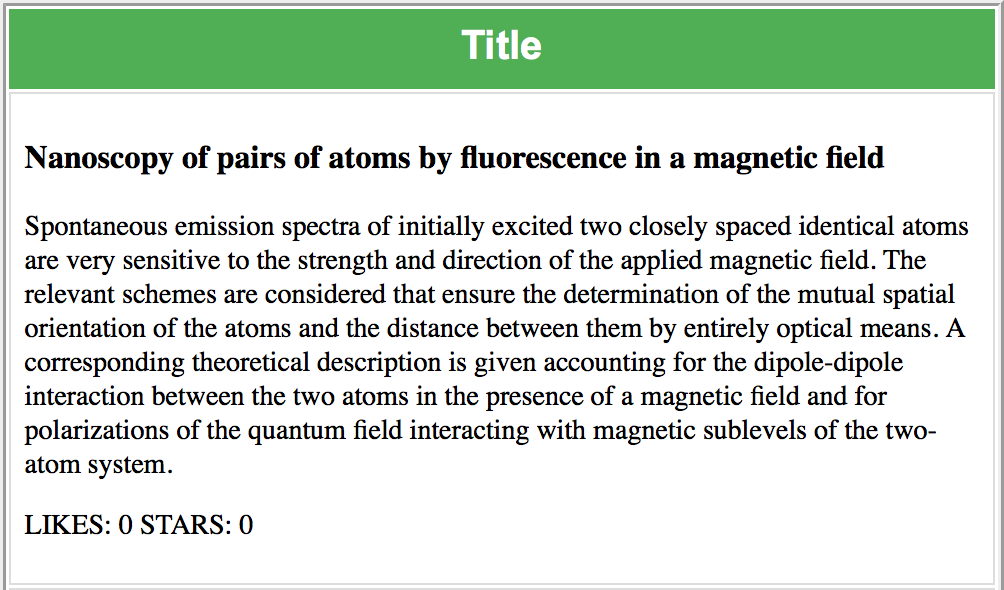 Title
Nanoscopy of pairs of atoms by fluorescence in a magnetic field
Spontaneous emission spectra of initially excited two closely spaced identical atoms
are very sensitive to the strength and direction of the applied magnetic field. The
relevant schemes are considered that ensure the determination of the mutual spatial
orientation of the atoms and the distance between them by entirely optical means. A
corresponding theoretical description is given accounting for the dipole-dipole
interaction between the two atoms in the presence of a magnetic field and for
polarizations of the quantum field interacting with magnetic sublevels of the two-
atom system.
LIKES: 0 STARS: 0